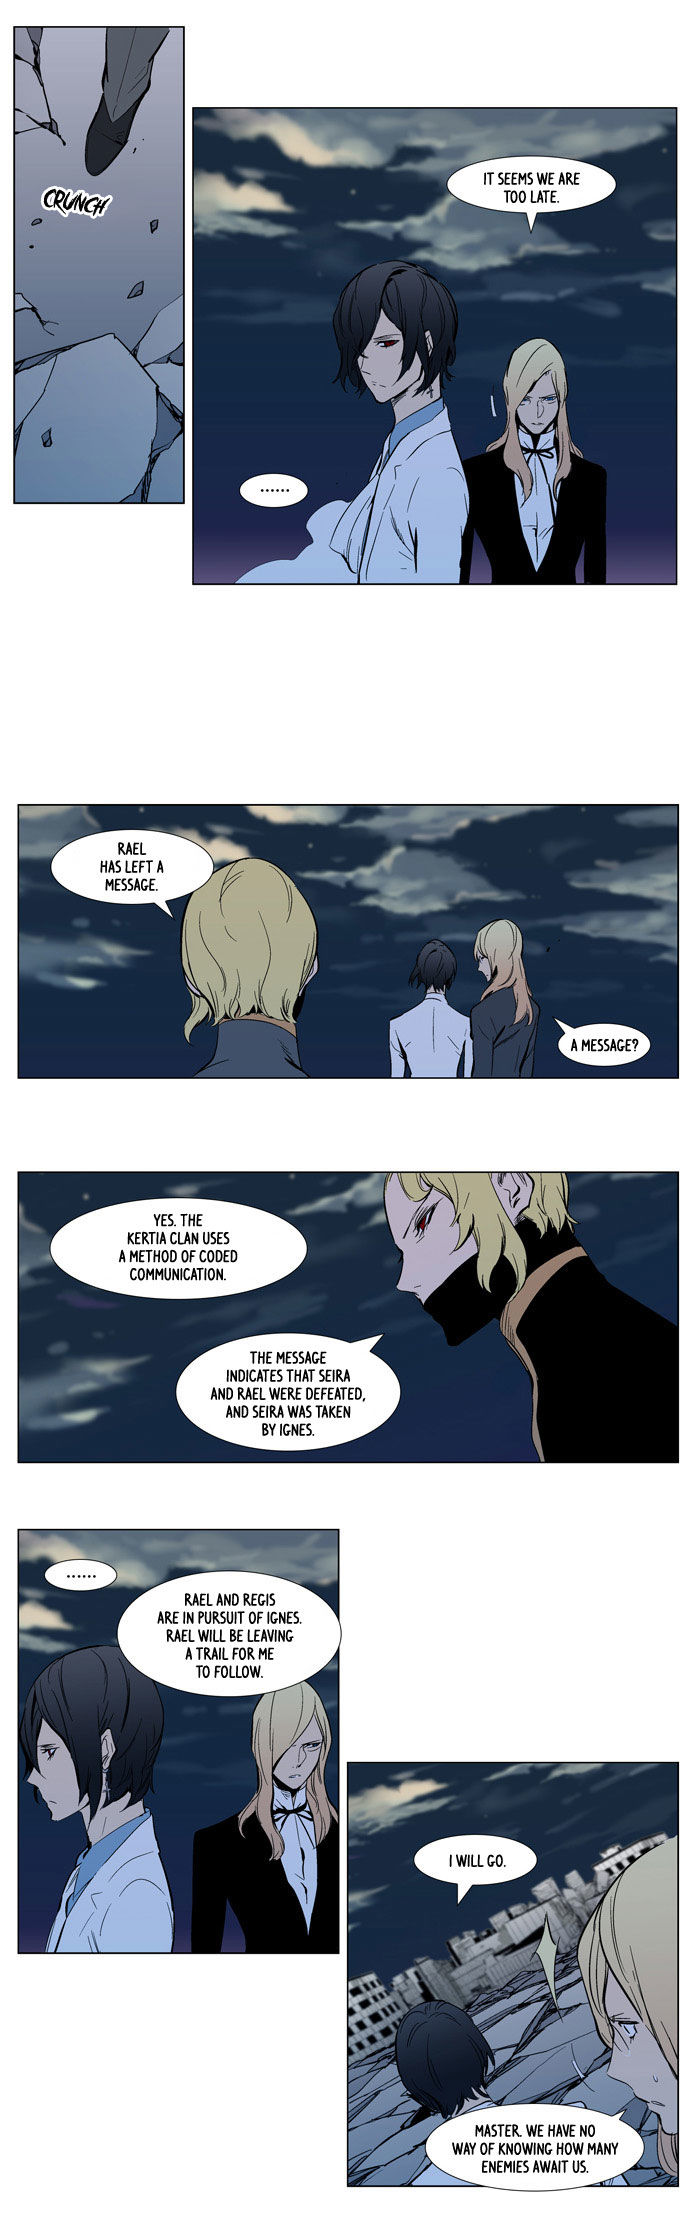 CRUNCH
IT SEEMS WE ARE
TOO LATE.
......
RAEL
HAS LEFT A
MESSAGE.
A MESSAGE?
YES. THE
KERTIA CLAN USES
A METHOD OF CODED
COMMUNICATION.
THE MESSAGE
INDICATES THAT SEIRA
AND RAEL WERE DEFEATED,
AND SEIRA WAS TAKEN
BY IGNES.
......
RAEL AND REGIS
ARE IN PURSUIT OF IGNES.
RAEL WILL BE LEAVING
A TRAIL FOR ME
TO FOLLOW.
I WILL GO.
MASTER. WE HAVE NO
WAY OF KNOWING HOW MANY
ENEMIES AWAIT US.